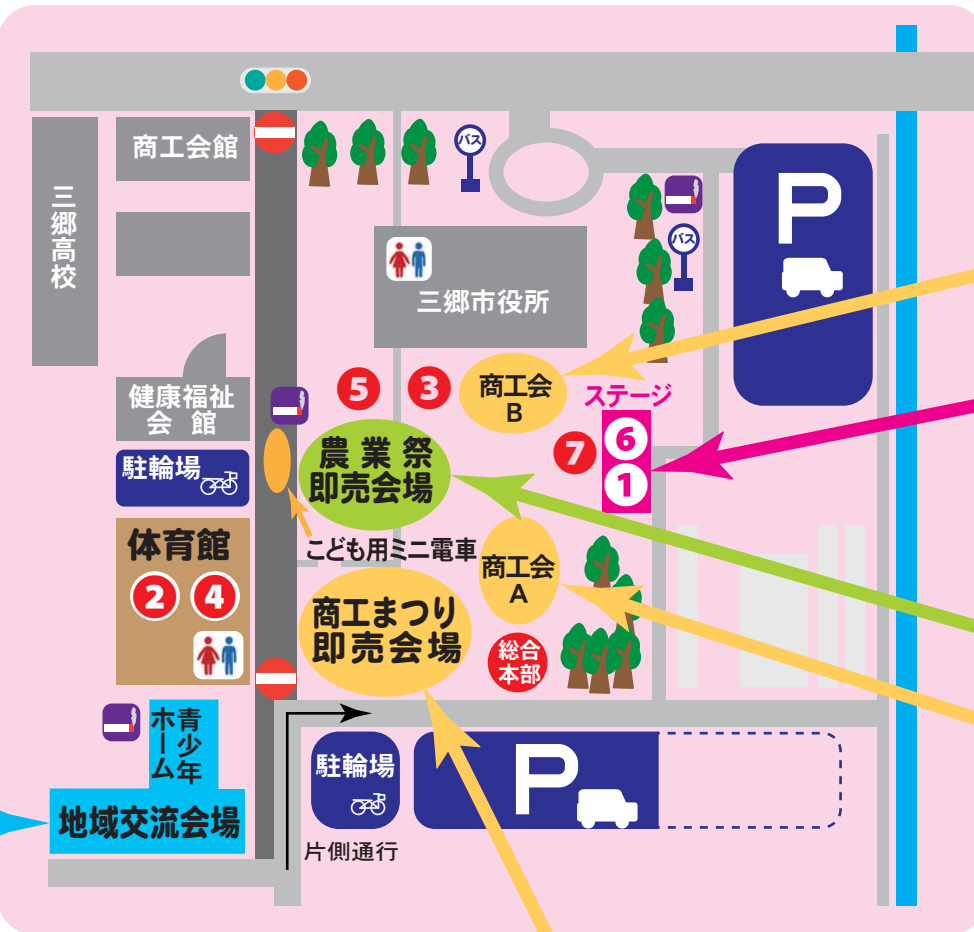 商工会館
三郷高校
バス
P
バス
三郷市役所
健康福祉
会 館
5
3
商工会
B
ステージ
6
7
1
駐輪場
農 業 祭
即売会場
体育館
2
4
こども用ミニ電車
商工会
A
商工まつり
即売会場
総合
本部
青少年
ホーム
地域交流会場
駐輪場
P
片側通行